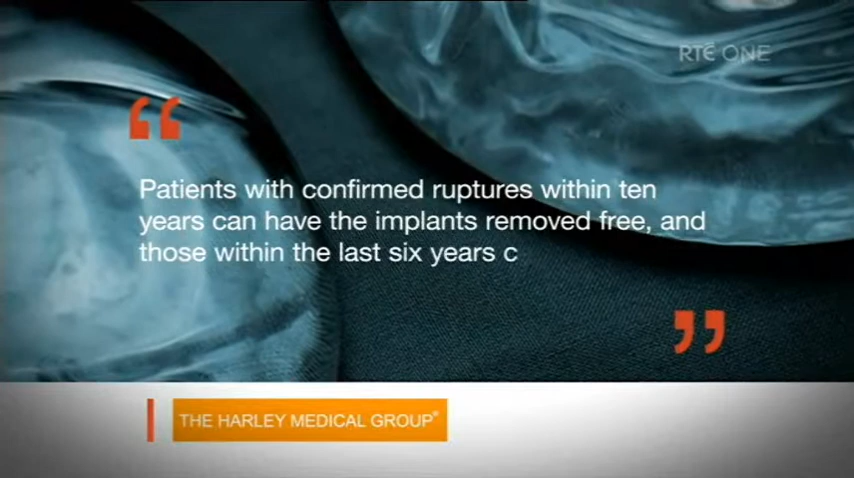 RTÉ ONE
“
Patients with confirmed ruptures within ten
years can have the implants removed free, and
those within the last six years c
”
THE HARLEY MEDICAL GROUP®